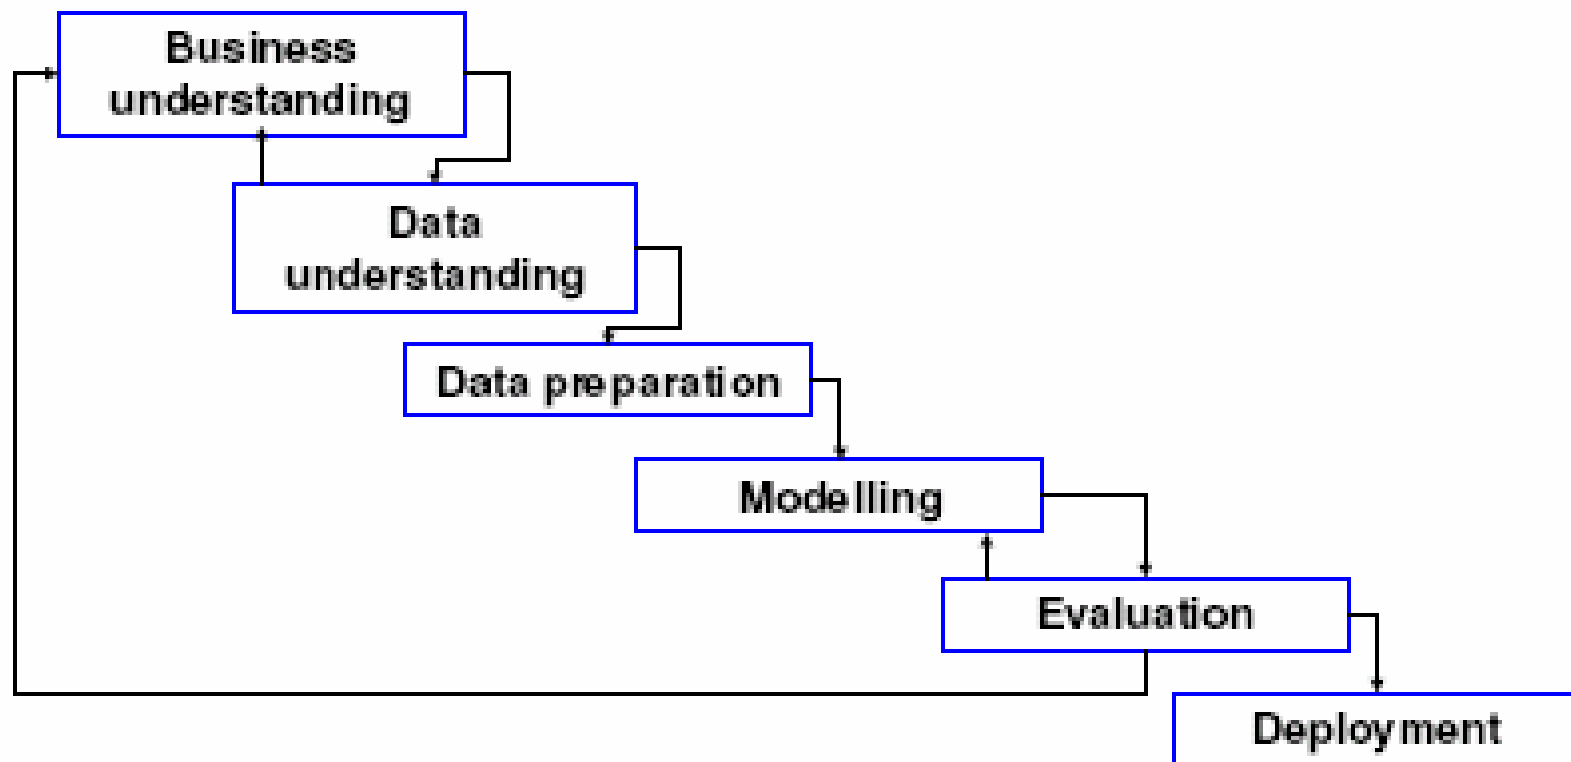 Business
understanding
Data
understanding
Data preparation
Modelling
Evaluation
Deployment